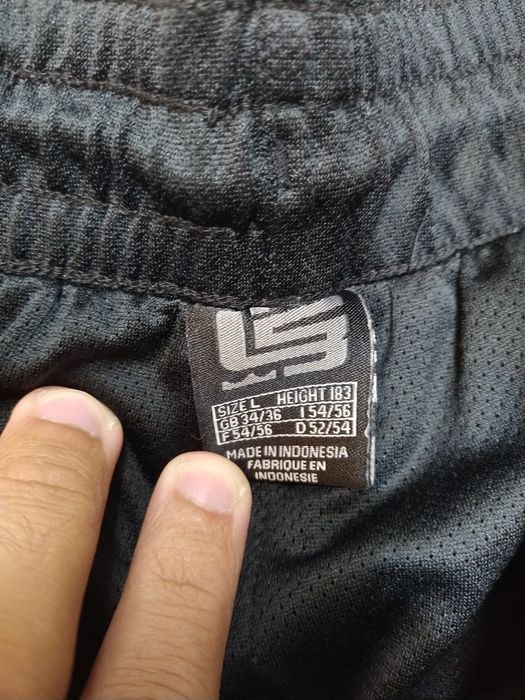 SIZE L HEIGHT 183
GB 34/36 I 54/56
F 54/56 D 52/54
MADE IN INDONESIA
FABRIQUE EN
INDONESIE